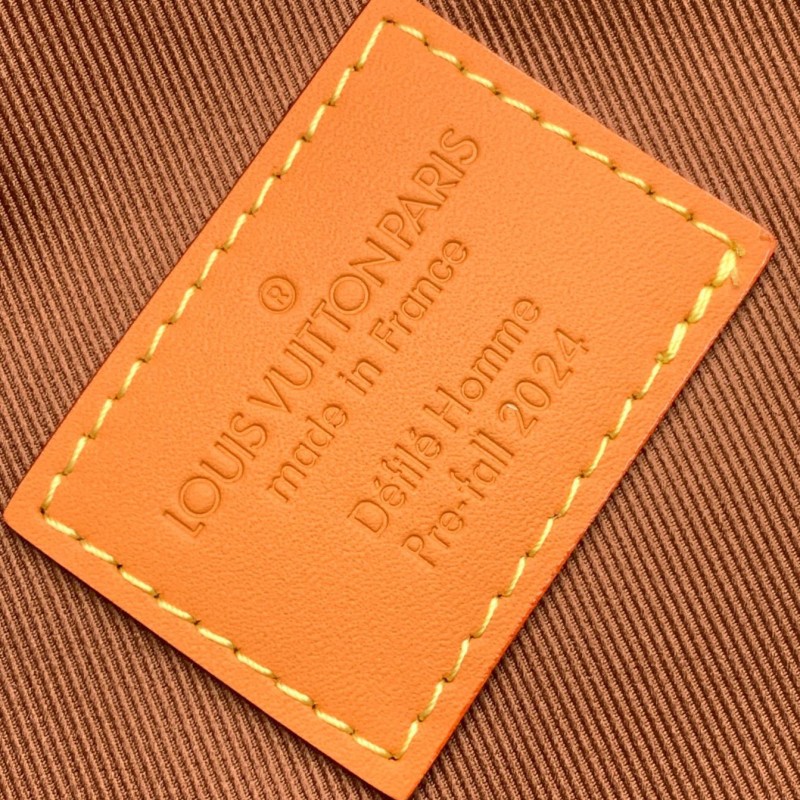 ®
LOUIS VUITTON PARIS
made in France
Défilé Homme
Pre-fall 2024